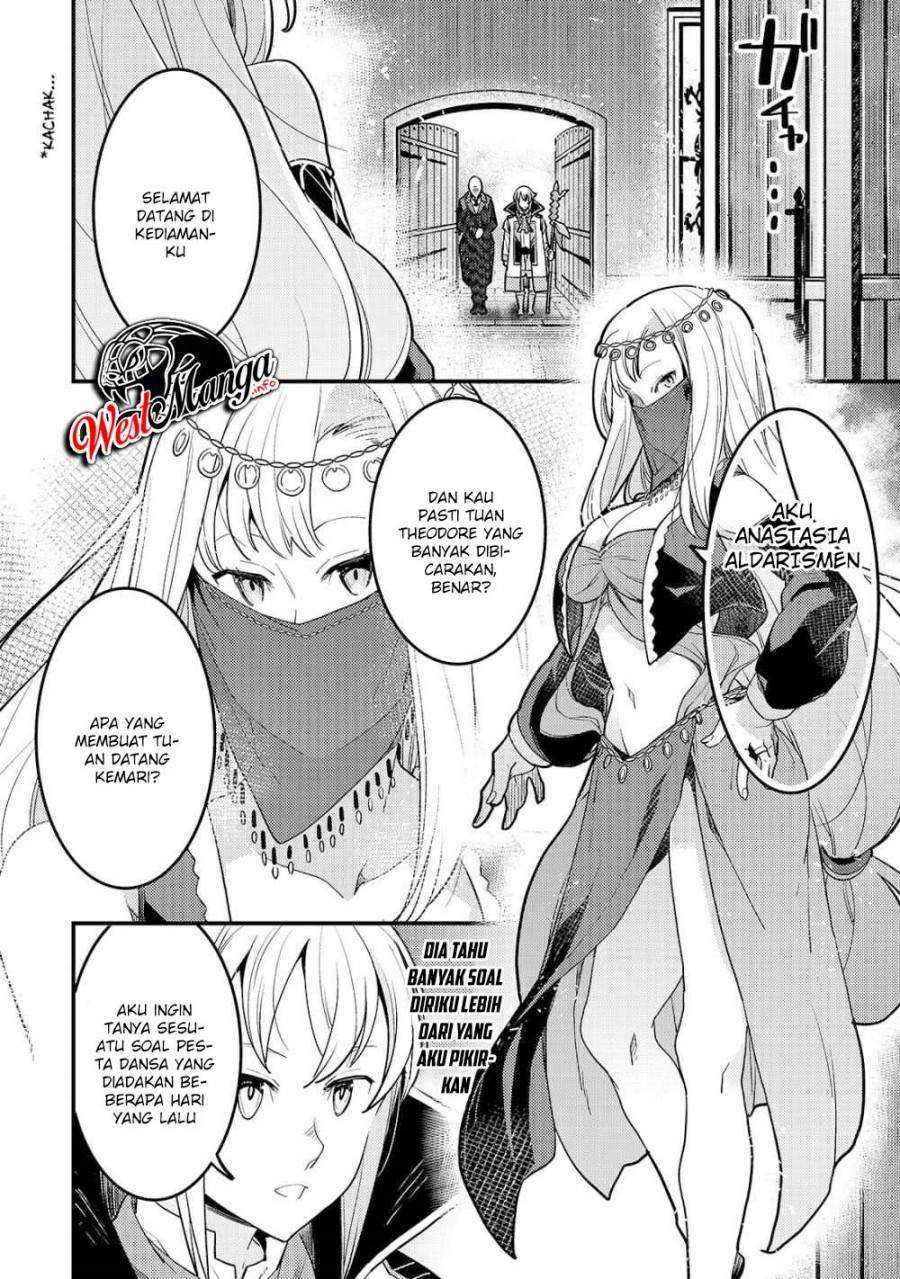 ガチャ...
*KACHAK...
SELAMAT
DATANG DI
KEDIAMAN-
KU
WestManga
.info
AKU
ANASTASIA
ALDARISMEN
DAN KAU
PASTI TUAN
THEODORE YANG
BANYAK DIBI-
CARAKAN,
BENAR?
APA YANG
MEMBUAT TU-
AN DATANG
KEMARI?
DIA TAHU
BANYAK SOAL
DIRIKU LEBIH
DARI YANG
AKU PIKIR-
KAN
AKU INGIN
TANYA SESU-
ATU SOAL PES-
TA DANSA YANG
DIADAKAN BE-
BERAPA HARI
YANG LALU